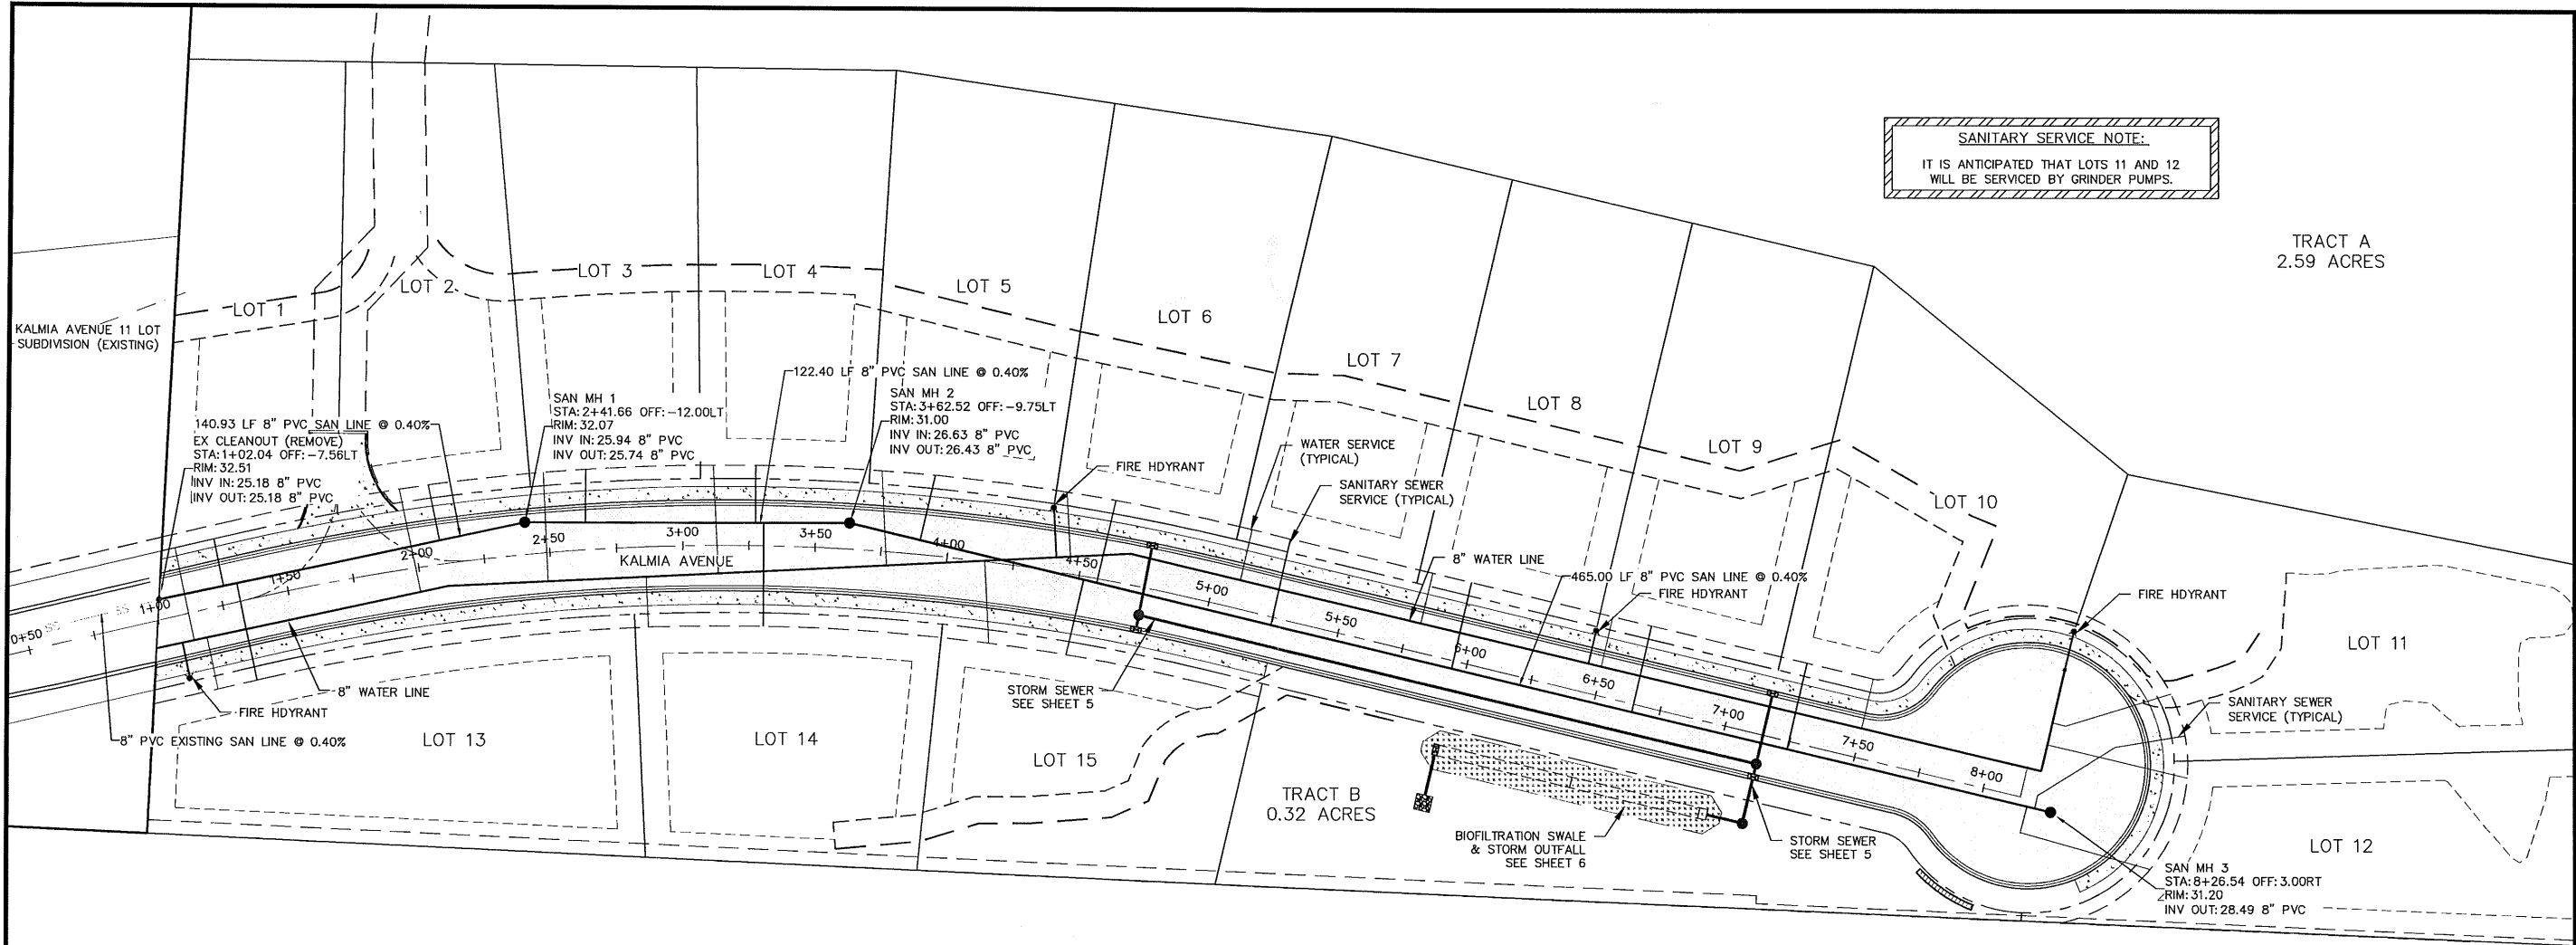 SANITARY SERVICE NOTE:
IT IS ANTICIPATED THAT LOTS 11 AND 12
WILL BE SERVICED BY GRINDER PUMPS.
TRACT A
2.59 ACRES
LOT 1
LOT 2
LOT 3
LOT 4
LOT 5
LOT 6
LOT 7
LOT 8
LOT 9
LOT 10
LOT 11
LOT 12
KALMIA AVENUE 11 LOT
SUBDIVISION (EXISTING)
140.93 LF 8" PVC SAN LINE @ 0.40%
EX CLEANOUT (REMOVE)
STA:1+02.04 OFF:-7.56LT
RIM:32.51
INV IN:25.18 8" PVC
INV OUT:25.18 8" PVC
SAN MH 1
STA:2+41.66 OFF:-12.00LT
RIM:32.07
INV IN:25.94 8" PVC
INV OUT:25.74 8" PVC
122.40 LF 8" PVC SAN LINE @ 0.40%
SAN MH 2
STA:3+62.52 OFF:-9.75LT
RIM:31.00
INV IN:26.63 8" PVC
INV OUT:26.43 8" PVC
FIRE HDYRANT
WATER SERVICE
(TYPICAL)
SANITARY SEWER
SERVICE (TYPICAL)
8" WATER LINE
465.00 LF 8" PVC SAN LINE @ 0.40%
FIRE HDYRANT
FIRE HDYRANT
SANITARY SEWER
SERVICE (TYPICAL)
0+50
SS
1+00
1+50
2+00
2+50
3+00
3+50
4+00
4+50
5+00
5+50
6+00
6+50
7+00
7+50
8+00
KALMIA AVENUE
8" WATER LINE
FIRE HDYRANT
8" PVC EXISTING SAN LINE @ 0.40%
LOT 13
LOT 14
LOT 15
STORM SEWER
SEE SHEET 5
TRACT B
0.32 ACRES
BIOFILTRATION SWALE
& STORM OUTFALL
SEE SHEET 6
STORM SEWER
SEE SHEET 5
SAN MH 3
STA:8+26.54 OFF:3.00RT
RIM:31.20
INV OUT:28.49 8" PVC